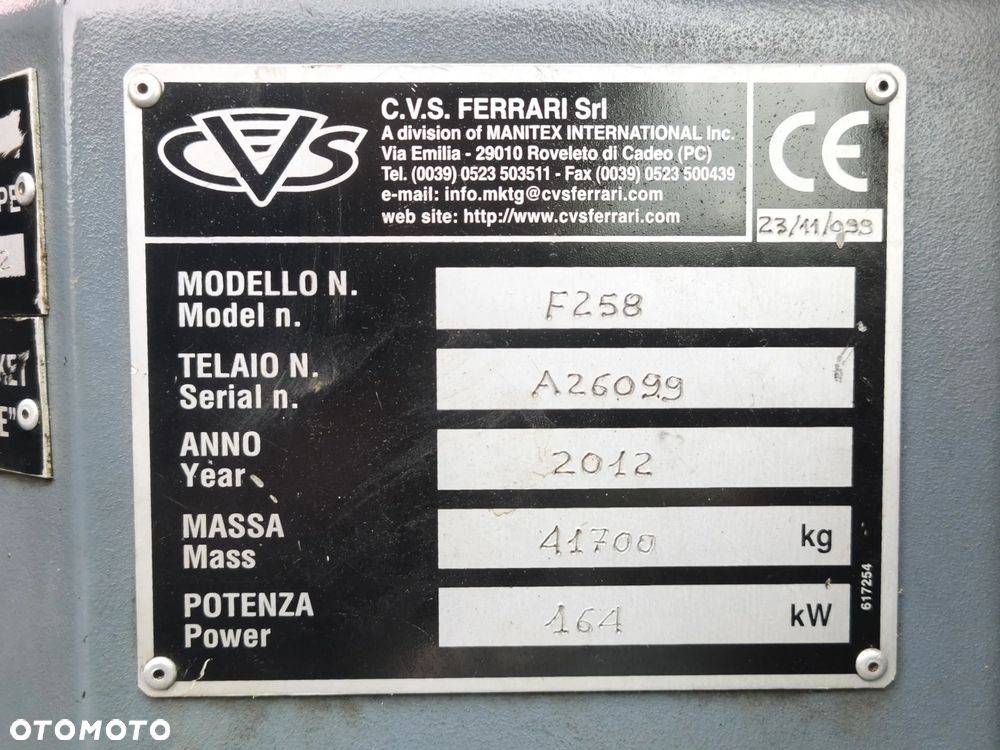 PE
2
KET
E"
CVS
C.V.S. FERRARI Srl
A division of MANITEX INTERNATIONAL Inc.
Via Emilia - 29010 Roveleto di Cadeo (PC)
Tel. (0039) 0523 503511 - Fax (0039) 0523 500439
e-mail: info.mktg@cvsferrari.com
web site: http://www.cvsferrari.com
CE
23/11/099
MODELLO N.
Model n.
F258
TELAIO N.
Serial n.
A26099
ANNO
Year
2012
MASSA
Mass
41700 kg
POTENZA
Power
164 kW
617254
OTOMOTO